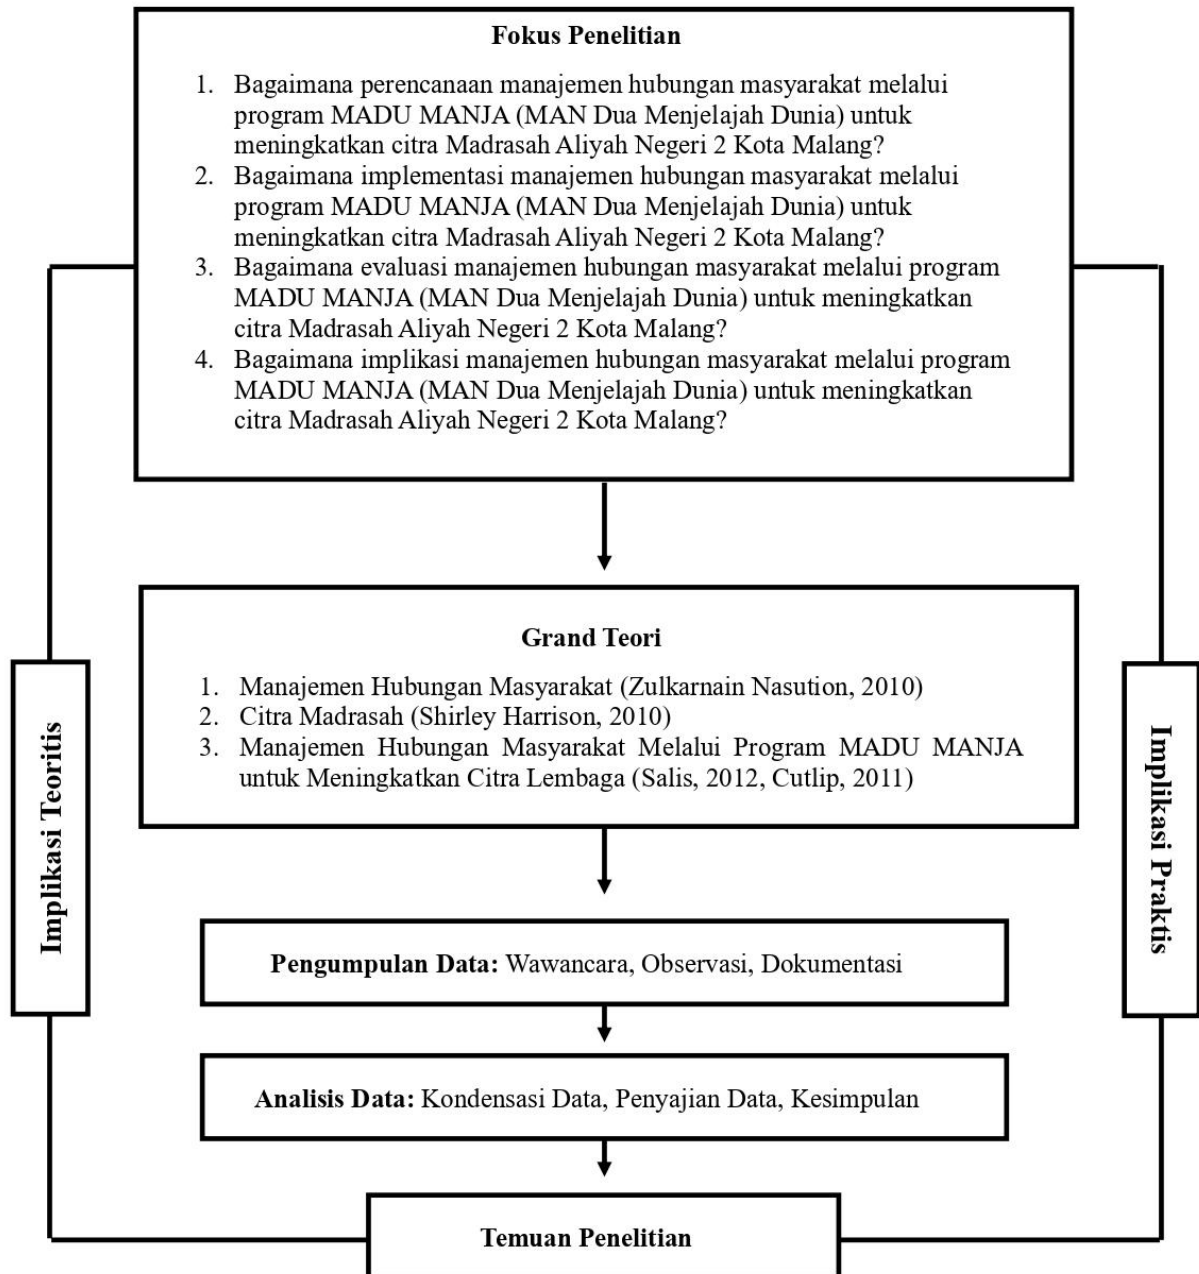 Fokus Penelitian
1. Bagaimana perencanaan manajemen hubungan masyarakat melalui
program MADU MANJA (MAN Dua Menjelajah Dunia) untuk
meningkatkan citra Madrasah Aliyah Negeri 2 Kota Malang?
2. Bagaimana implementasi manajemen hubungan masyarakat melalui
program MADU MANJA (MAN Dua Menjelajah Dunia) untuk
meningkatkan citra Madrasah Aliyah Negeri 2 Kota Malang?
3. Bagaimana evaluasi manajemen hubungan masyarakat melalui program
MADU MANJA (MAN Dua Menjelajah Dunia) untuk meningkatkan
citra Madrasah Aliyah Negeri 2 Kota Malang?
4. Bagaimana implikasi manajemen hubungan masyarakat melalui program
MADU MANJA (MAN Dua Menjelajah Dunia) untuk meningkatkan
citra Madrasah Aliyah Negeri 2 Kota Malang?
Grand Teori
1. Manajemen Hubungan Masyarakat (Zulkarnain Nasution, 2010)
2. Citra Madrasah (Shirley Harrison, 2010)
3. Manajemen Hubungan Masyarakat Melalui Program MADU MANJA
untuk Meningkatkan Citra Lembaga (Salis, 2012, Cutlip, 2011)
Implikasi Teoritis
Implikasi Praktis
Pengumpulan Data: Wawancara, Observasi, Dokumentasi
Analisis Data: Kondensasi Data, Penyajian Data, Kesimpulan
Temuan Penelitian